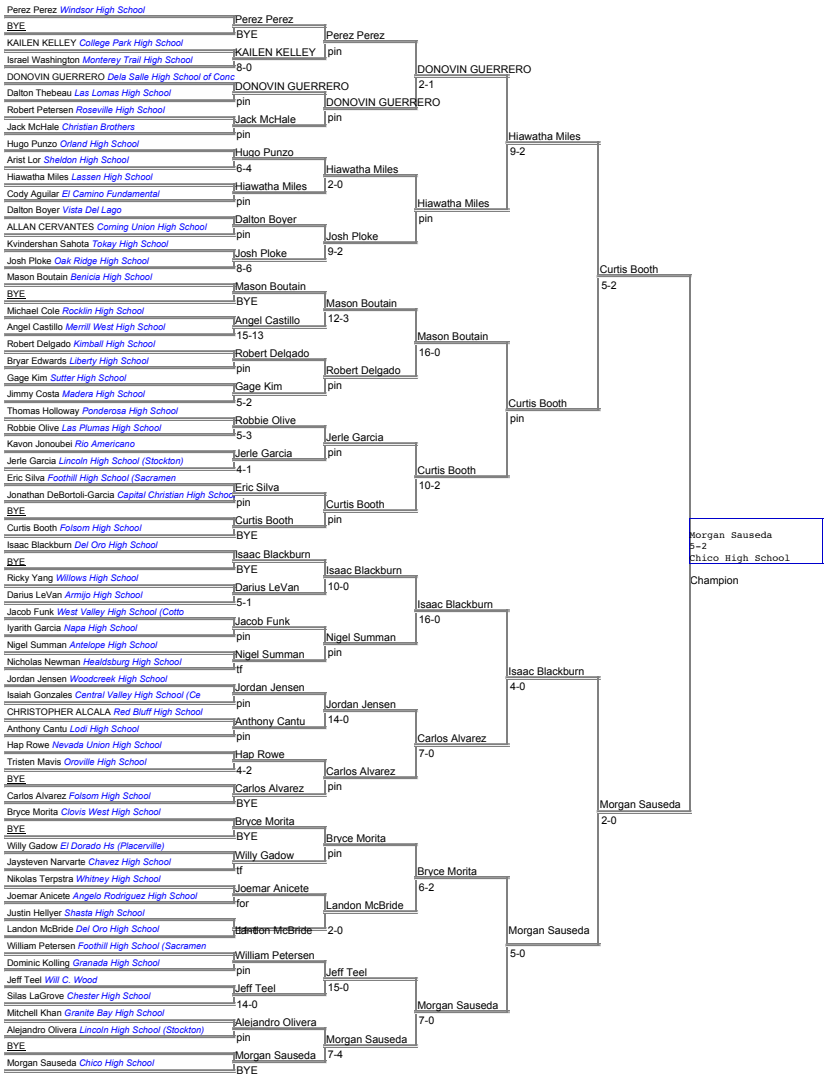 Perez Perez Windsor High School
BYE
KAILEN KELLEY College Park High School
Israel Washington Monterey Trail High School
DONOVIN GUERRERO Dela Salle High School of Conc
Dalton Thebeau Las Lomas High School
Robert Petersen Roseville High School
Jack McHale Christian Brothers
Hugo Punzo Orland High School
Arist Lor Sheldon High School
Hiawatha Miles Lassen High School
Cody Aguilar El Camino Fundamental
Dalton Boyer Vista Del Lago
ALLAN CERVANTES Corning Union High School
Kvindershan Sahota Tokay High School
Josh Ploke Oak Ridge High School
Mason Boutain Benicia High School
BYE
Michael Cole Rocklin High School
Angel Castillo Merrill West High School
Robert Delgado Kimball High School
Bryar Edwards Liberty High School
Gage Kim Sutter High School
Jimmy Costa Madera High School
Thomas Holloway Ponderosa High School
Robbie Olive Las Plumas High School
Kavon Jonoubei Rio Americano
Jerle Garcia Lincoln High School (Stockton)
Eric Silva Foothill High School (Sacramen
Jonathan DeBortoli-Garcia Capital Christian High School
BYE
Curtis Booth Folsom High School
Isaac Blackburn Del Oro High School
BYE
Ricky Yang Willows High School
Darius LeVan Armijo High School
Jacob Funk West Valley High School (Cotto
Iyarith Garcia Napa High School
Nigel Summan Antelope High School
Nicholas Newman Healdsburg High School
Jordan Jensen Woodcreek High School
Isaiah Gonzales Central Valley High School (Ce
CHRISTOPHER ALCALA Red Bluff High School
Anthony Cantu Lodi High School
Hap Rowe Nevada Union High School
Tristen Mavis Oroville High School
BYE
Carlos Alvarez Folsom High School
Bryce Morita Clovis West High School
BYE
Willy Gadow El Dorado Hs (Placerville)
Jaysteven Narvarte Chavez High School
Nikolas Terpstra Whitney High School
Joemar Anicete Angelo Rodriguez High School
Justin Hellyer Shasta High School
Landon McBride Del Oro High School
William Petersen Foothill High School (Sacramen
Dominic Kolling Granada High School
Jeff Teel Will C. Wood
Silas LaGrove Chester High School
Mitchell Khan Granite Bay High School
Alejandro Olivera Lincoln High School (Stockton)
BYE
Morgan Sauseda Chico High School
Perez Perez
BYE
KAILEN KELLEY
8-0
DONOVIN GUERRERO
pin
Jack McHale
pin
Hugo Punzo
6-4
Hiawatha Miles
pin
Dalton Boyer
pin
Josh Ploke
8-6
Mason Boutain
BYE
Angel Castillo
15-13
Robert Delgado
pin
Gage Kim
5-2
Robbie Olive
5-3
Jerle Garcia
4-1
Eric Silva
pin
Curtis Booth
BYE
Isaac Blackburn
BYE
Darius LeVan
5-1
Jacob Funk
pin
Nigel Summan
tf
Jordan Jensen
pin
Anthony Cantu
pin
Hap Rowe
4-2
Carlos Alvarez
BYE
Bryce Morita
BYE
Willy Gadow
tf
Joemar Anicete
for
Landon McBride
William Petersen
pin
Jeff Teel
14-0
Alejandro Olivera
pin
Morgan Sauseda
BYE
Perez Perez
pin
DONOVIN GUERRERO
pin
Hiawatha Miles
2-0
Josh Ploke
9-2
Mason Boutain
12-3
Robert Delgado
pin
Jerle Garcia
pin
Curtis Booth
pin
Isaac Blackburn
10-0
Nigel Summan
pin
Jordan Jensen
14-0
Carlos Alvarez
pin
Bryce Morita
pin
Landon McBride
2-0
Jeff Teel
15-0
Morgan Sauseda
7-4
DONOVIN GUERRERO
2-1
Hiawatha Miles
pin
Mason Boutain
16-0
Curtis Booth
10-2
Isaac Blackburn
16-0
Carlos Alvarez
7-0
Bryce Morita
6-2
Morgan Sauseda
7-0
Hiawatha Miles
9-2
Curtis Booth
pin
Isaac Blackburn
4-0
Morgan Sauseda
5-0
Curtis Booth
5-2
Morgan Sauseda
2-0
Morgan Sauseda
5-2
Chico High School
Champion